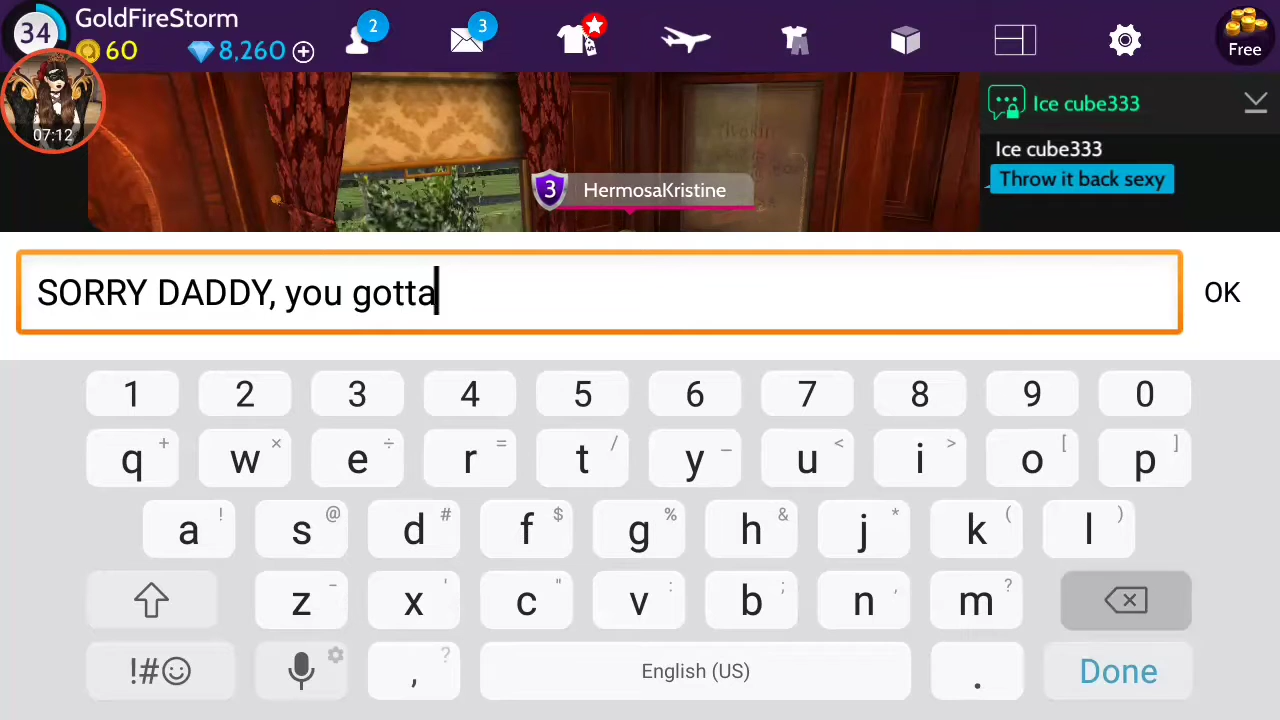 34
GoldFireStorm
60
8,260
2
3
Free
07:12
3 HermosaKristine
Ice cube333
Ice cube333
Throw it back sexy
SORRY DADDY, you gotta
OK
1 2 3 4 5 6 7 8 9 0
q + w × e ÷ r = t / y _ u < i > o [ p ]
a ! s @ d # f $ g % h & j * k ( l )
z - x ' c " v : b ; n , m ?
!#☺ , ? English (US) . Done